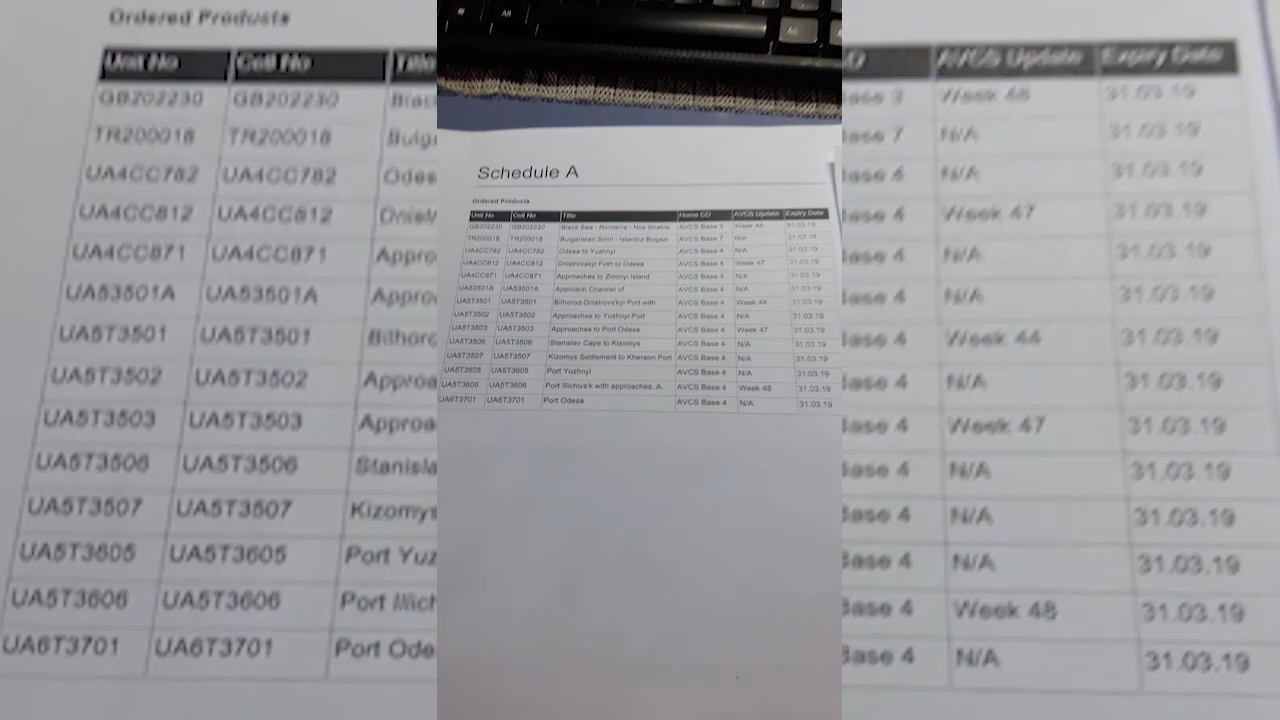 Schedule A
Ordered Products
Unit No Cell No Title Home CD AVCS Update Expiry Date
GB202230 GB202230 Black Sea - Romania - Nos Shabla AVCS Base 3 Week 48 31.03.19
TR200018 TR200018 Bulgaristan Siniri - Istanbul Bogazi AVCS Base 7 N/A 31.03.19
UA4CC782 UA4CC782 Odesa to Yuzhnyi AVCS Base 4 N/A 31.03.19
UA4CC812 UA4CC812 Dnistrovskyi Firth to Odesa AVCS Base 4 Week 47 31.03.19
UA4CC871 UA4CC871 Approaches to Zmiinyi Island AVCS Base 4 N/A 31.03.19
UA53501A UA53501A Approach Channel of AVCS Base 4 N/A 31.03.19
UA5T3501 UA5T3501 Bilhorod-Dnistrovs'kyi Port with AVCS Base 4 Week 44 31.03.19
UA5T3502 UA5T3502 Approaches to Yuzhnyi Port AVCS Base 4 N/A 31.03.19
UA5T3503 UA5T3503 Approaches to Port Odesa AVCS Base 4 Week 47 31.03.19
UA5T3506 UA5T3506 Stanislav Cape to Kizomys AVCS Base 4 N/A 31.03.19
UA5T3507 UA5T3507 Kizomys Settlement to Kherson Port AVCS Base 4 N/A 31.03.19
UA5T3605 UA5T3605 Port Yuzhnyi AVCS Base 4 N/A 31.03.19
UA5T3606 UA5T3606 Port Illichivs'k with approaches. A. AVCS Base 4 Week 48 31.03.19
UA6T3701 UA6T3701 Port Odesa AVCS Base 4 N/A 31.03.19